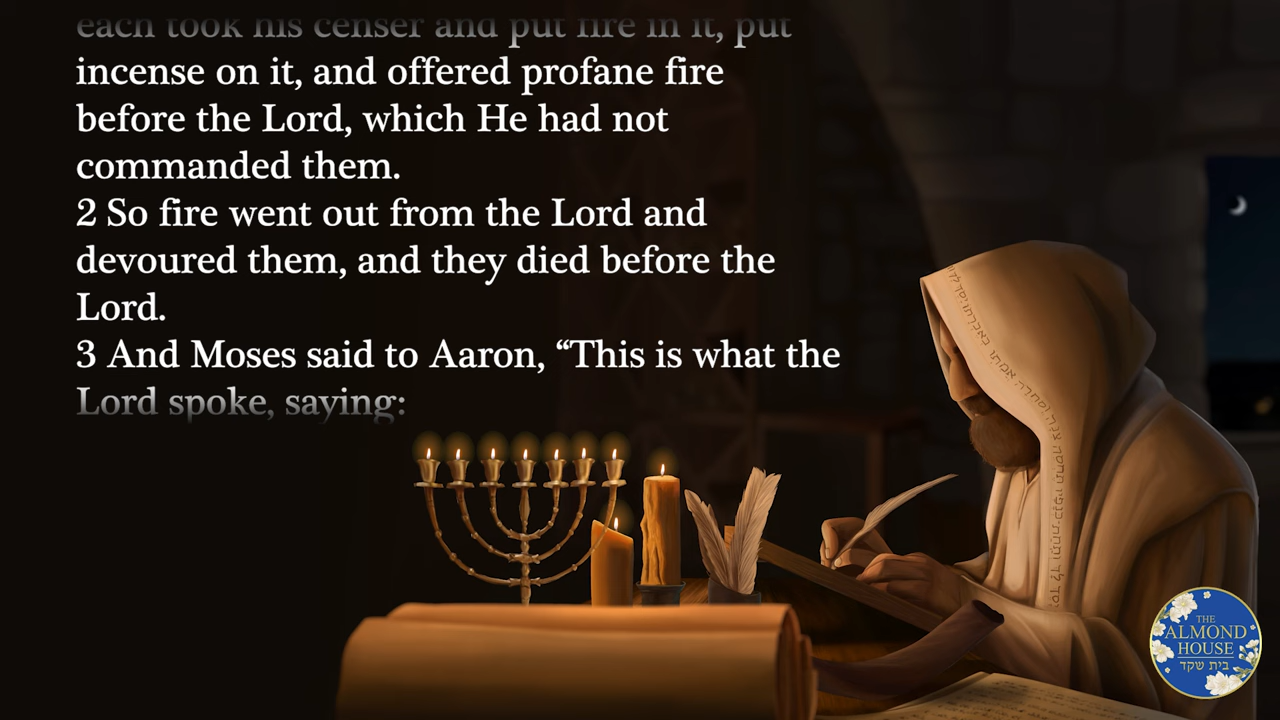 each took his censer and put fire in it, put
incense on it, and offered profane fire
before the Lord, which He had not
commanded them.
2 So fire went out from the Lord and
devoured them, and they died before the
Lord.
3 And Moses said to Aaron, “This is what the
Lord spoke, saying:
THE
ALMOND
HOUSE
בית שקד